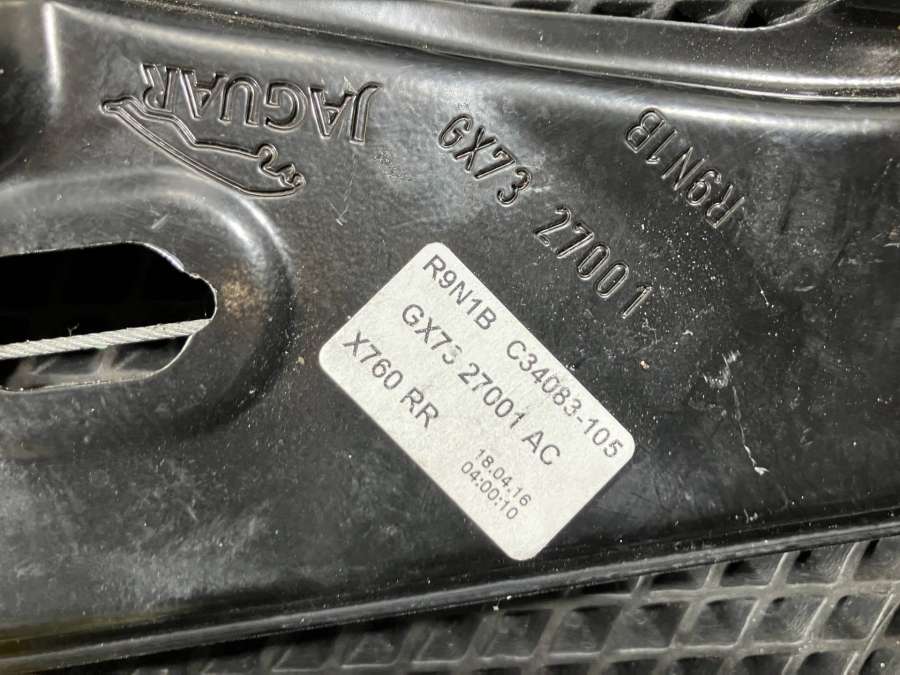 JAGUAR
GX73 27001
R9N1B
R9N1B C34083-105
GX73 27001 AC
X760 RR
18.04.16
04:00:10